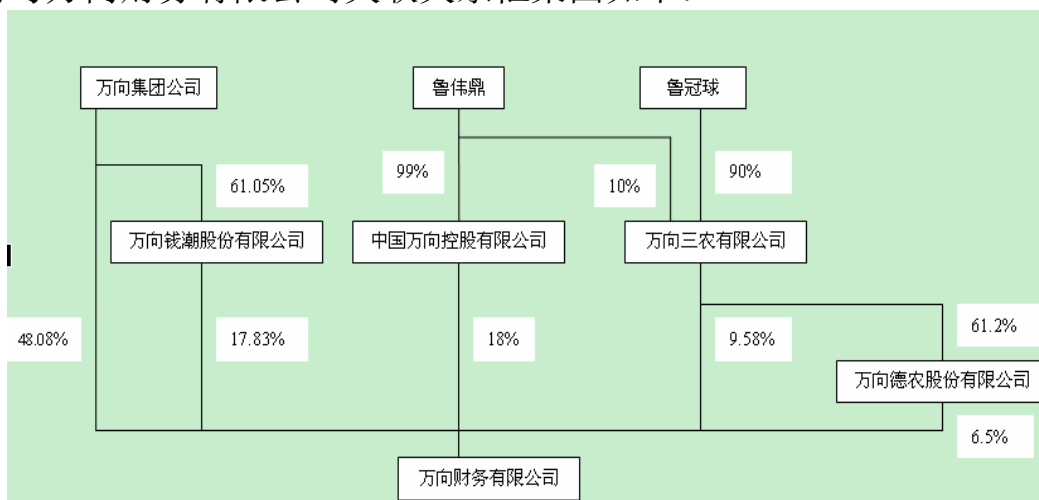 万向集团公司
鲁伟鼎
鲁冠球
61.05%
99%
10%
90%
万向钱潮股份有限公司
中国万向控股有限公司
万向三农有限公司
48.08%
17.83%
18%
9.58%
61.2%
万向德农股份有限公司
6.5%
万向财务有限公司